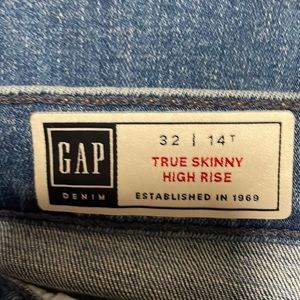 GAP
DENIM
32 | 14T
TRUE SKINNY
HIGH RISE
ESTABLISHED IN 1969